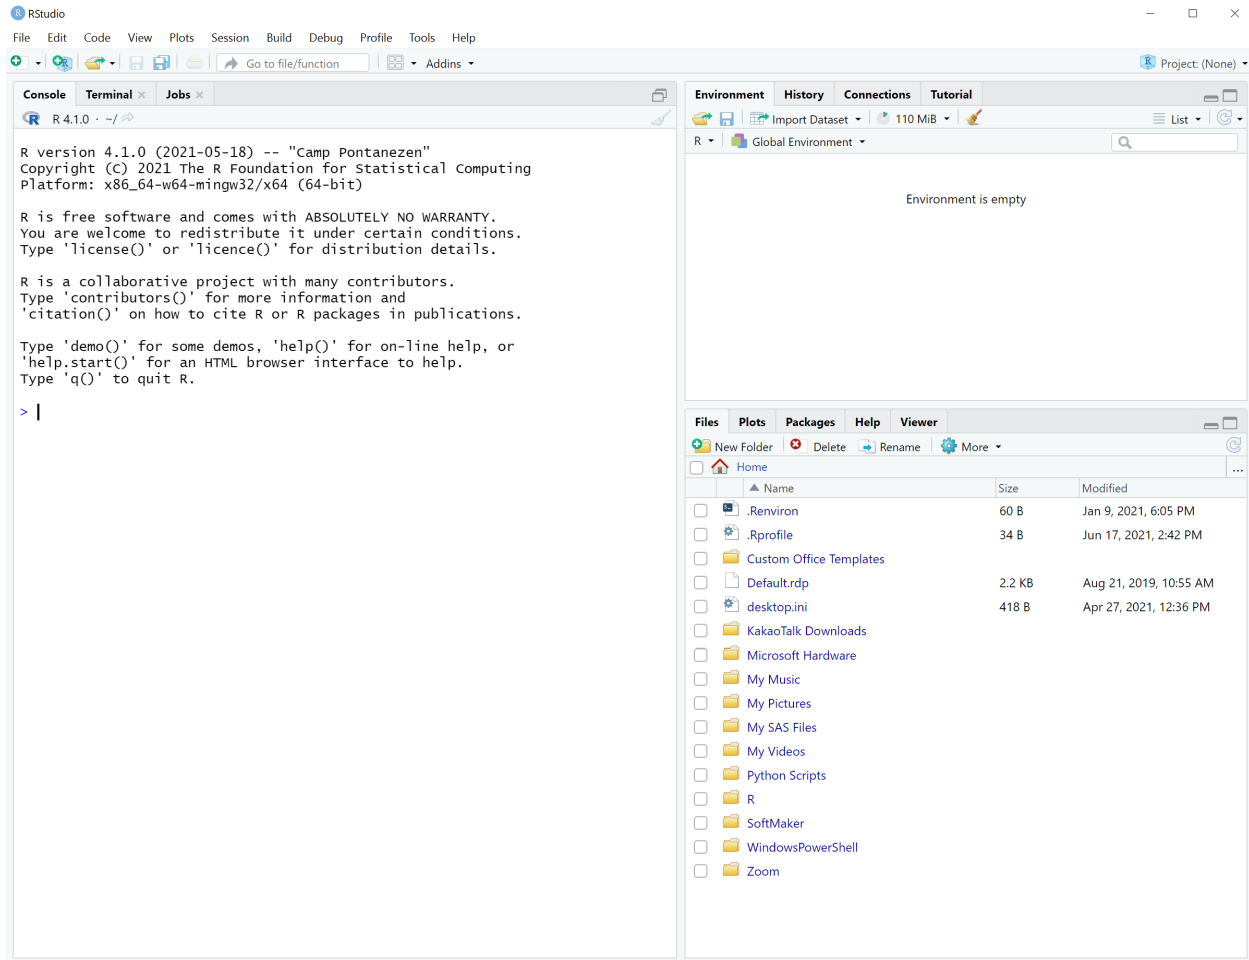 RStudio
File Edit Code View Plots Session Build Debug Profile Tools Help
Go to file/function Addins Project: (None)
Console Terminal Jobs
R 4.1.0 · ~/
R version 4.1.0 (2021-05-18) -- "Camp Pontanezen"
Copyright (C) 2021 The R Foundation for Statistical Computing
Platform: x86_64-w64-mingw32/x64 (64-bit)
R is free software and comes with ABSOLUTELY NO WARRANTY.
You are welcome to redistribute it under certain conditions.
Type 'license()' or 'licence()' for distribution details.
R is a collaborative project with many contributors.
Type 'contributors()' for more information and
'citation()' on how to cite R or R packages in publications.
Type 'demo()' for some demos, 'help()' for on-line help, or
'help.start()' for an HTML browser interface to help.
Type 'q()' to quit R.
>
Environment History Connections Tutorial
Import Dataset 110 MiB List
R Global Environment
Environment is empty
Files Plots Packages Help Viewer
New Folder Delete Rename More
Home ...
Name Size Modified
.Renviron 60 B Jan 9, 2021, 6:05 PM
.Rprofile 34 B Jun 17, 2021, 2:42 PM
Custom Office Templates
Default.rdp 2.2 KB Aug 21, 2019, 10:55 AM
desktop.ini 418 B Apr 27, 2021, 12:36 PM
KakaoTalk Downloads
Microsoft Hardware
My Music
My Pictures
My SAS Files
My Videos
Python Scripts
R
SoftMaker
WindowsPowerShell
Zoom